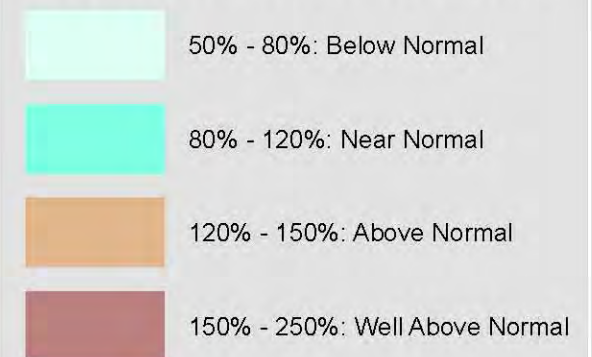 50% - 80%: Below Normal
80% - 120%: Near Normal
120% - 150%: Above Normal
150% - 250%: Well Above Normal